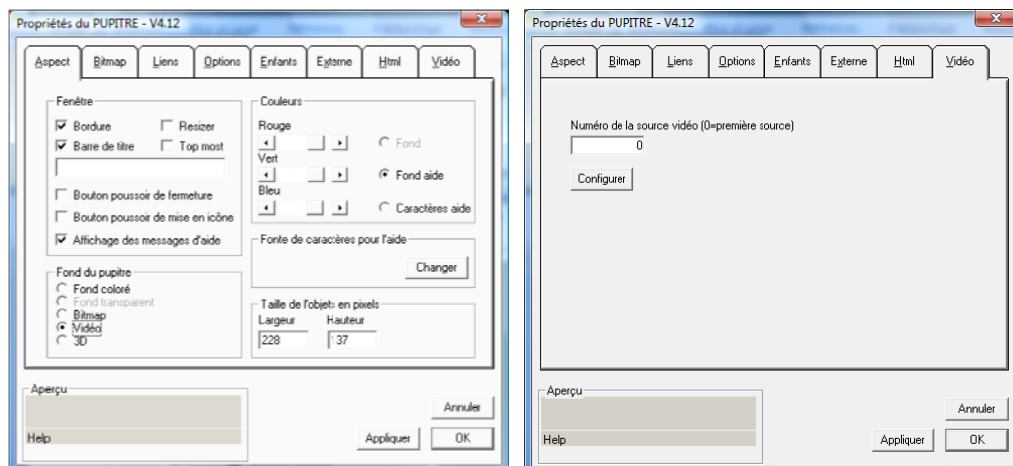 Propriétés du PUPITRE - V4.12
Aspect Bitmap Liens Options Enfants Externe Html Vidéo
Fenêtre
Bordure Resizer
Barre de titre Top most
Bouton poussoir de fermeture
Bouton poussoir de mise en icône
Affichage des messages d'aide
Fond du pupitre
Fond coloré
Fond transparent
Bitmap
Vidéo
3D
Couleurs
Rouge
Vert
Bleu
Fond
Fond aide
Caractères aide
Fonte de caractères pour l'aide
Changer
Taille de l'objet en pixels
Largeur Hauteur
228 137
Aperçu
Help
Annuler
Appliquer OK
Propriétés du PUPITRE - V4.12
Aspect Bitmap Liens Options Enfants Externe Html Vidéo
Numéro de la source vidéo (0=première source)
0
Configurer
Aperçu
Help
Annuler
Appliquer OK